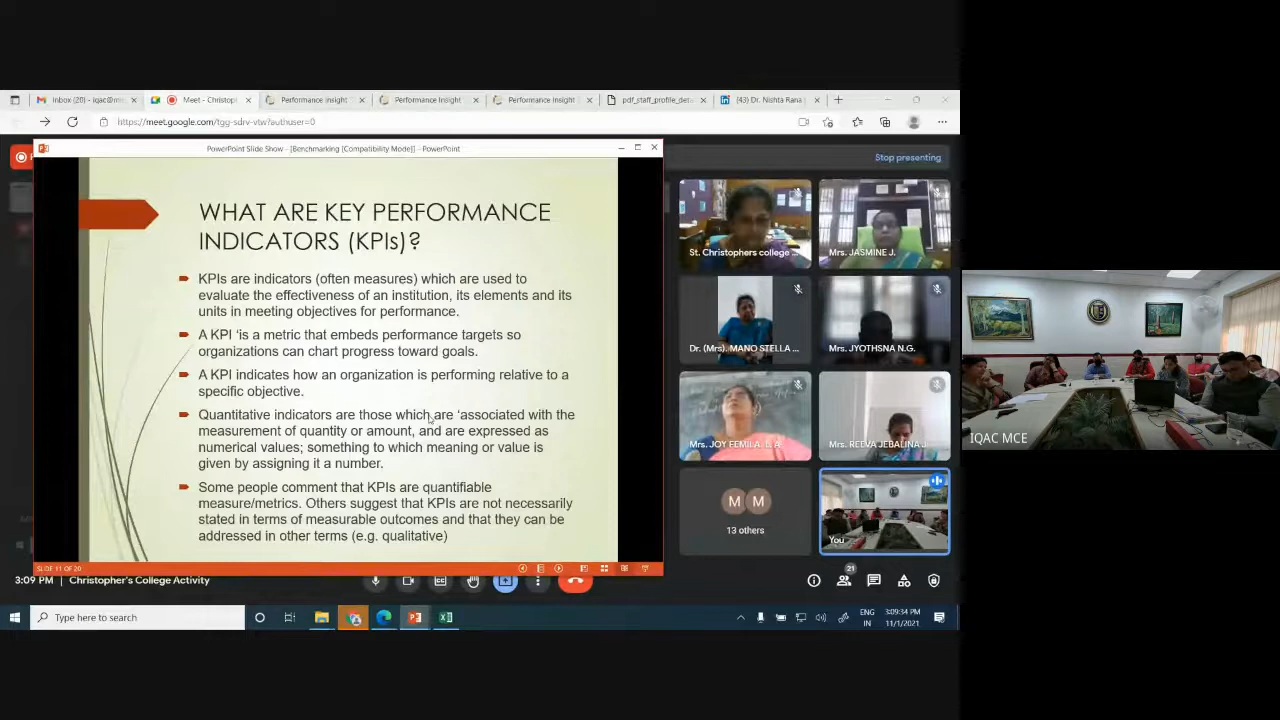 Inbox (20) - iqac@m
Meet - Christop
Performance Insight
Performance Insight
Performance Insight
pdf_staff_profile_det
(43) Dr. Nishta Rana
https://meet.google.com/tgg-sdrv-vtw?authuser=0
PowerPoint Slide Show - [Benchmarking [Compatibility Mode]] - PowerPoint
Stop presenting
WHAT ARE KEY PERFORMANCE
INDICATORS (KPIs)?
KPIs are indicators (often measures) which are used to
evaluate the effectiveness of an institution, its elements and its
units in meeting objectives for performance.
A KPI ‘is a metric that embeds performance targets so
organizations can chart progress toward goals.
A KPI indicates how an organization is performing relative to a
specific objective.
Quantitative indicators are those which are ‘associated with the
measurement of quantity or amount, and are expressed as
numerical values; something to which meaning or value is
given by assigning it a number.
Some people comment that KPIs are quantifiable
measure/metrics. Others suggest that KPIs are not necessarily
stated in terms of measurable outcomes and that they can be
addressed in other terms (e.g. qualitative)
SLIDE 11 OF 20
St. Christophers college ...
Mrs. JASMINE J.
Dr. (Mrs). MANO STELLA ...
Mrs. JYOTHSNA N.G.
Mrs. JOY FEMILA. L. A
Mrs. REEVA JEBALINA J.
M M
13 others
You
IQAC MCE
3:09 PM
Christopher's College Activity
21
Type here to search
ENG
IN
3:09:34 PM
11/1/2021